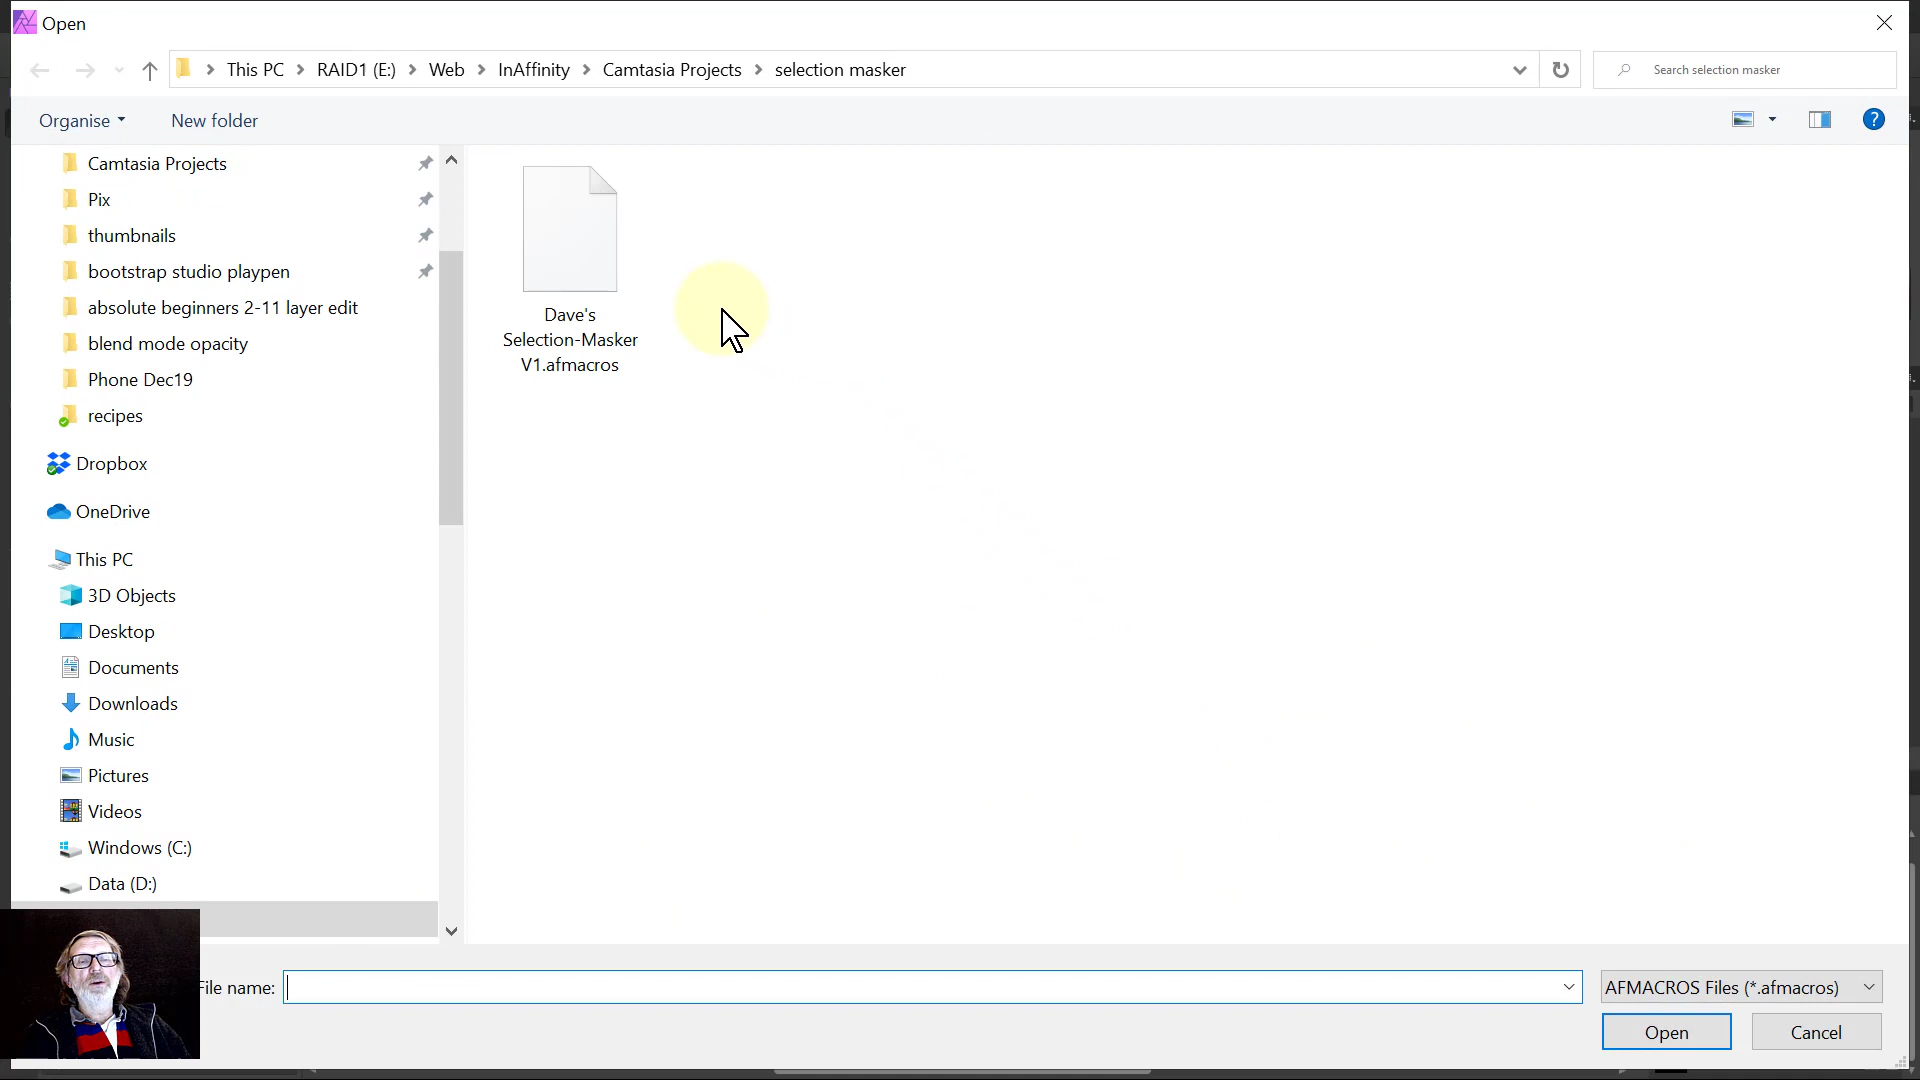 Open
This PC > RAID1 (E:) > Web > InAffinity > Camtasia Projects > selection masker
Search selection masker
Organise
New folder
?
Camtasia Projects
Pix
thumbnails
bootstrap studio playpen
absolute beginners 2-11 layer edit
blend mode opacity
Phone Dec19
recipes
Dropbox
OneDrive
This PC
3D Objects
Desktop
Documents
Downloads
Music
Pictures
Videos
Windows (C:)
Data (D:)
Dave's
Selection-Masker
V1.afmacros
File name:
AFMACROS Files (*.afmacros)
Open
Cancel